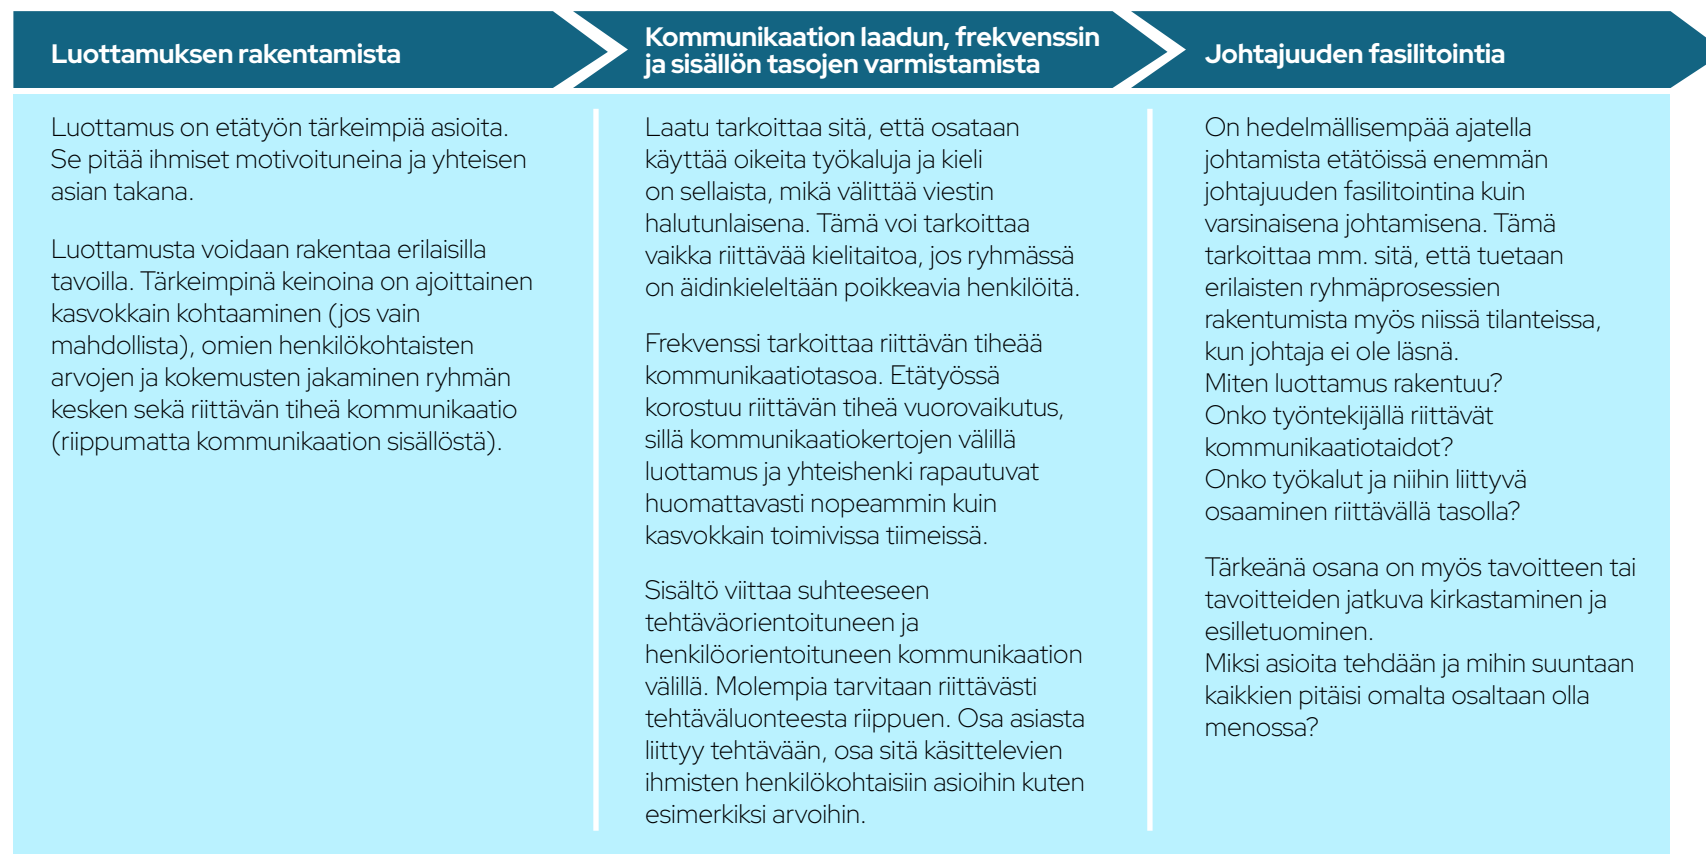 Luottamuksen rakentamista
Luottamus on etätyön tärkeimpiä asioita.
Se pitää ihmiset motivoituneina ja yhteisen
asian takana.
Luottamusta voidaan rakentaa erilaisilla
tavoilla. Tärkeimpinä keinoina on ajoittainen
kasvokkain kohtaaminen (jos vain
mahdollista), omien henkilökohtaisten
arvojen ja kokemusten jakaminen ryhmän
kesken sekä riittävän tiheä kommunikaatio
(riippumatta kommunikaation sisällöstä).
Kommunikaation laadun, frekvenssin
ja sisällön tasojen varmistamista
Laatu tarkoittaa sitä, että osataan
käyttää oikeita työkaluja ja kieli
on sellaista, mikä välittää viestin
halutunlaisena. Tämä voi tarkoittaa
vaikka riittävää kielitaitoa, jos ryhmässä
on äidinkieleltään poikkeavia henkilöitä.
Frekvenssi tarkoittaa riittävän tiheää
kommunikaatiotasoa. Etätyössä
korostuu riittävän tiheä vuorovaikutus,
sillä kommunikaatiokertojen välillä
luottamus ja yhteishenki rapautuvat
huomattavasti nopeammin kuin
kasvokkain toimivissa tiimeissä.
Sisältö viittaa suhteeseen
tehtäväorientoituneen ja
henkilöorientoituneen kommunikaation
välillä. Molempia tarvitaan riittävästi
tehtäväluonteesta riippuen. Osa asiasta
liittyy tehtävään, osa sitä käsittelevien
ihmisten henkilökohtaisiin asioihin kuten
esimerkiksi arvoihin.
Johtajuuden fasilitointia
On hedelmällisempää ajatella
johtamista etätöissä enemmän
johtajuuden fasilitointina kuin
varsinaisena johtamisena. Tämä
tarkoittaa mm. sitä, että tuetaan
erilaisten ryhmäprosessien
rakentumista myös niissä tilanteissa,
kun johtaja ei ole läsnä.
Miten luottamus rakentuu?
Onko työntekijällä riittävät
kommunikaatiotaidot?
Onko työkalut ja niihin liittyvä
osaaminen riittävällä tasolla?
Tärkeänä osana on myös tavoitteen tai
tavoitteiden jatkuva kirkastaminen ja
esilletuominen.
Miksi asioita tehdään ja mihin suuntaan
kaikkien pitäisi omalta osaltaan olla
menossa?